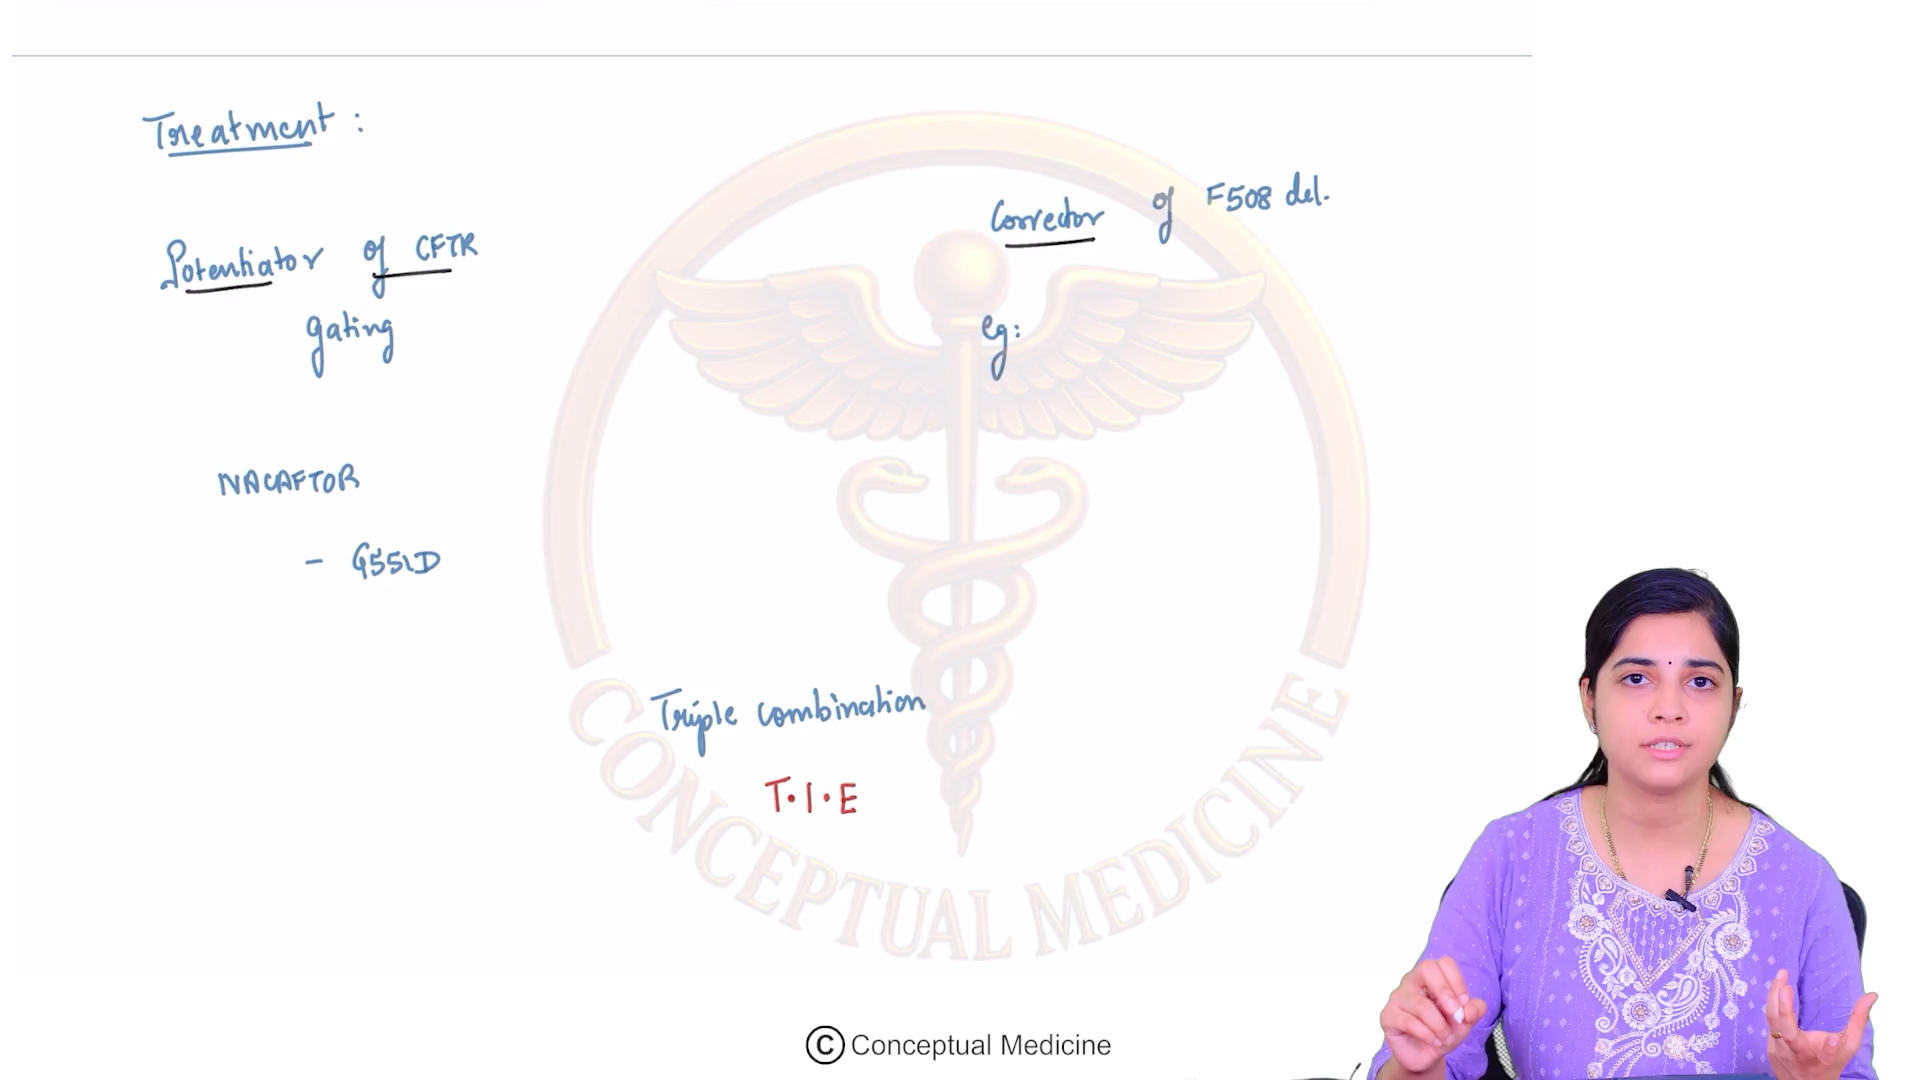 Treatment :
Potentiator of CFTR
gating
Corrector of F508 del.
eg:
IVACAFTOR
- G551D
Triple combination
T.I.E
CONCEPTUAL MEDICINE
© Conceptual Medicine